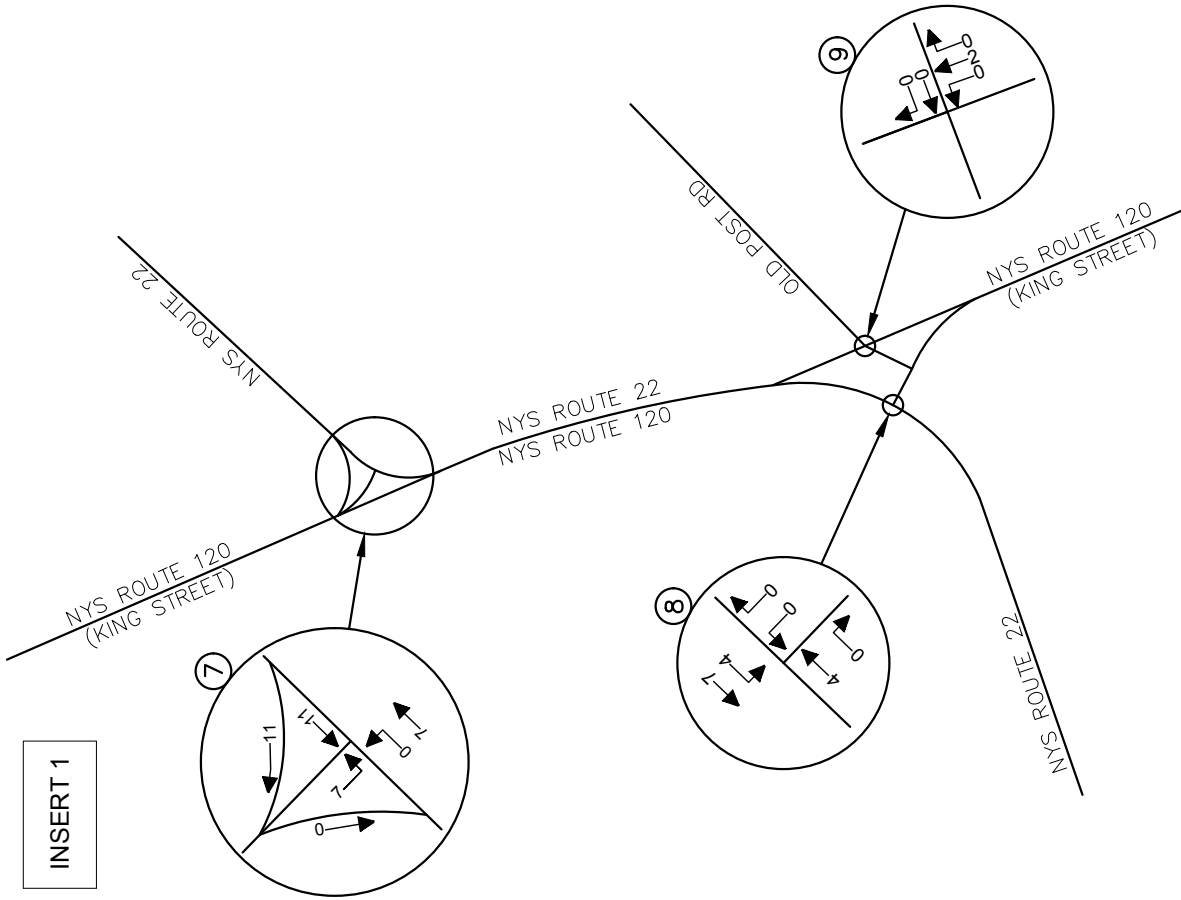 INSERT 1
NYS ROUTE 120
(KING STREET)
NYS ROUTE 22
7
11
11
7
0
7
0
NYS ROUTE 22
NYS ROUTE 120
OLD POST RD
9
0
0
0
2
0
NYS ROUTE 120
(KING STREET)
8
7
4
0
0
4
0
NYS ROUTE 22